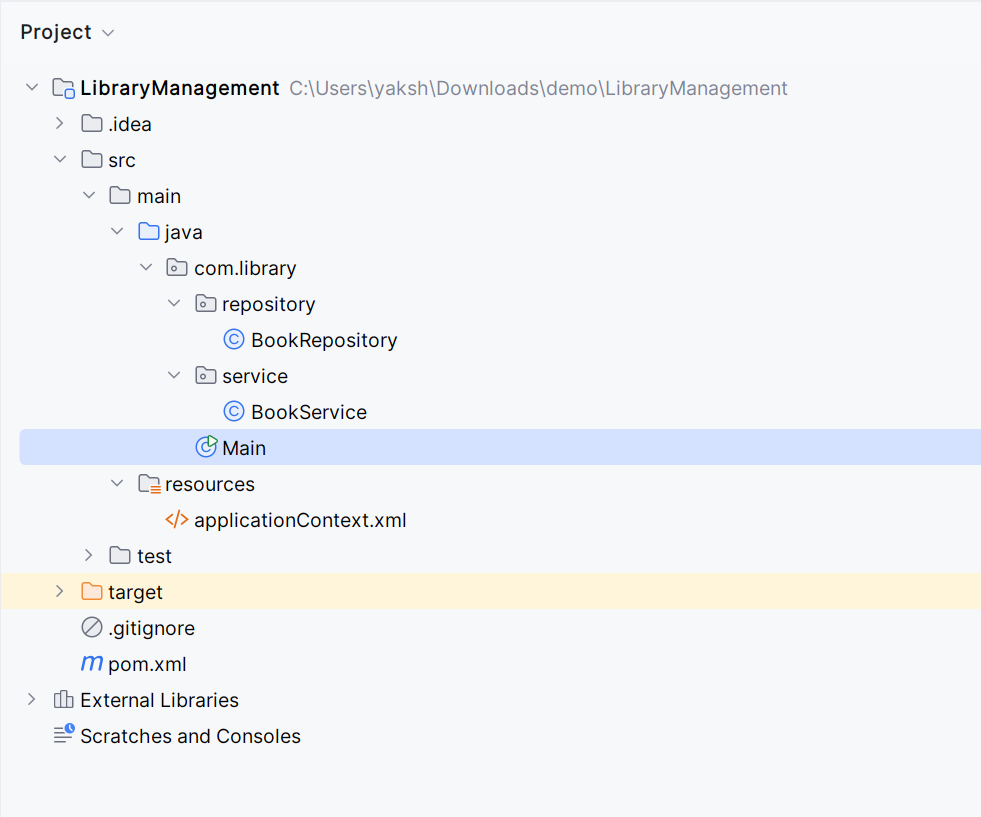 Project
LibraryManagement C:\Users\yaksh\Downloads\demo\LibraryManagement
.idea
src
main
java
com.library
repository
BookRepository
service
BookService
Main
resources
applicationContext.xml
test
target
.gitignore
pom.xml
External Libraries
Scratches and Consoles